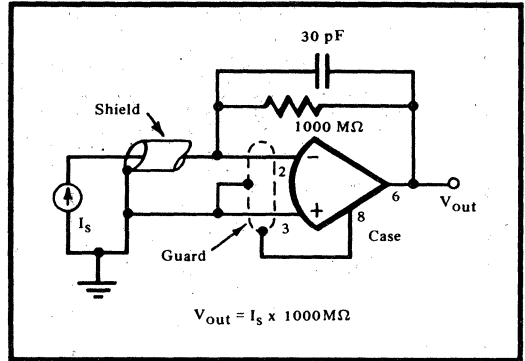 30 pF
Shield
1000 MΩ
−
2
6
Vout
+
8
Is
3
Case
Guard
Vout = Is x 1000MΩ